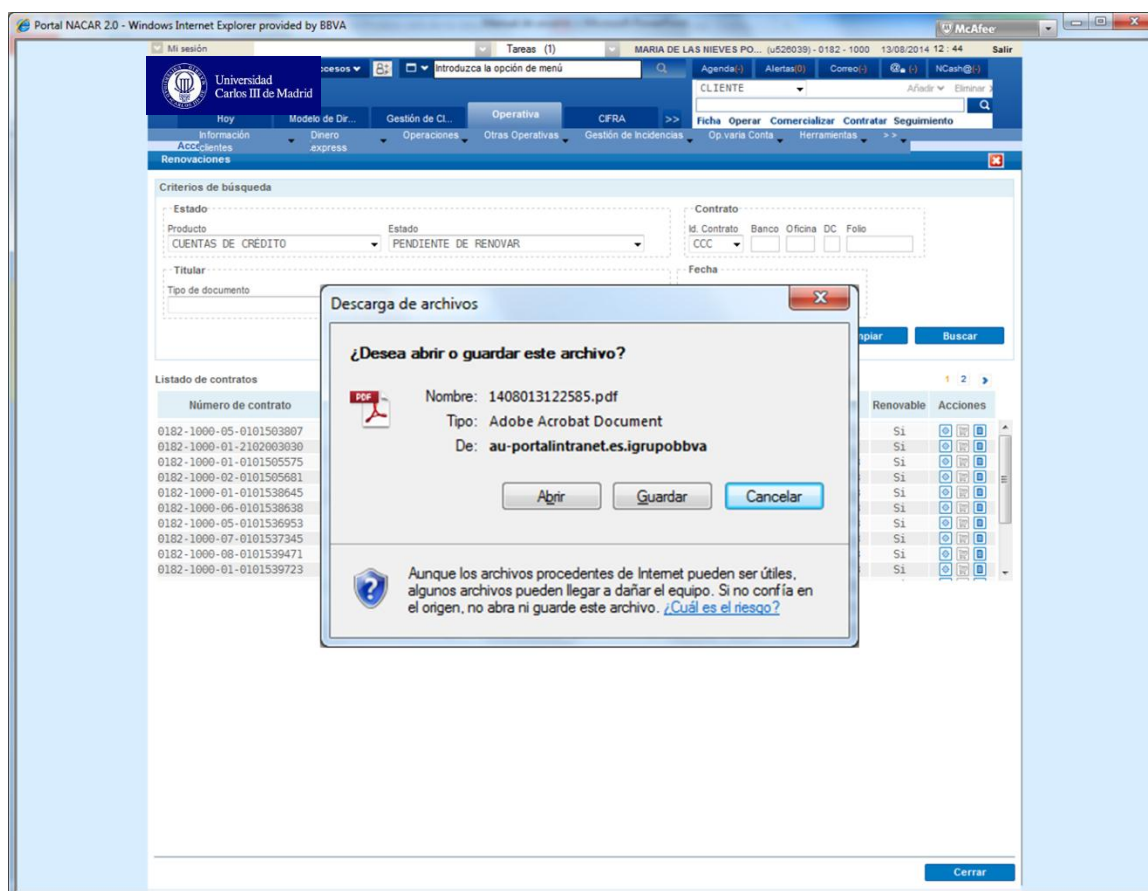 Portal NACAR 2.0 - Windows Internet Explorer provided by BBVA
McAfee
Mi sesión
Tareas (1)
MARIA DE LAS NIEVES PO... (u526039) - 0182 - 1000 13/08/2014 12 : 44 Salir
Universidad
Carlos III de Madrid
ocesos
Introduzca la opción de menú
Agenda(-) Alertas(0) Correo(-) @ (-) NCash@(-)
CLIENTE
Añadir Eliminar
Hoy Modelo de Dir... Gestión de Cl... Operativa CIFRA >>
Ficha Operar Comercializar Contratar Seguimiento
Información Dinero Operaciones Otras Operativas Gestión de Incidencias Op.varia Conta Herramientas >>
clientes .express
Renovaciones
Criterios de búsqueda
Estado
Contrato
Producto Estado
Id. Contrato Banco Oficina DC Folio
CUENTAS DE CRÉDITO PENDIENTE DE RENOVAR
CCC
Titular
Fecha
Tipo de documento
Descarga de archivos
¿Desea abrir o guardar este archivo?
Nombre: 1408013122585.pdf
PDF
Tipo: Adobe Acrobat Document
De: au-portalintranet.es.igrupobbva
Abrir Guardar Cancelar
Aunque los archivos procedentes de Internet pueden ser útiles,
algunos archivos pueden llegar a dañar el equipo. Si no confía en
el origen, no abra ni guarde este archivo. ¿Cuál es el riesgo?
mpiar Buscar
Listado de contratos 1 2
Número de contrato Renovable Acciones
0182-1000-05-0101503807 Si
0182-1000-01-2102003030 Si
0182-1000-01-0101505575 Si
0182-1000-02-0101505681 Si
0182-1000-01-0101538645 Si
0182-1000-06-0101538638 Si
0182-1000-05-0101536953 Si
0182-1000-07-0101537345 Si
0182-1000-08-0101539471 Si
0182-1000-01-0101539723 Si
Cerrar